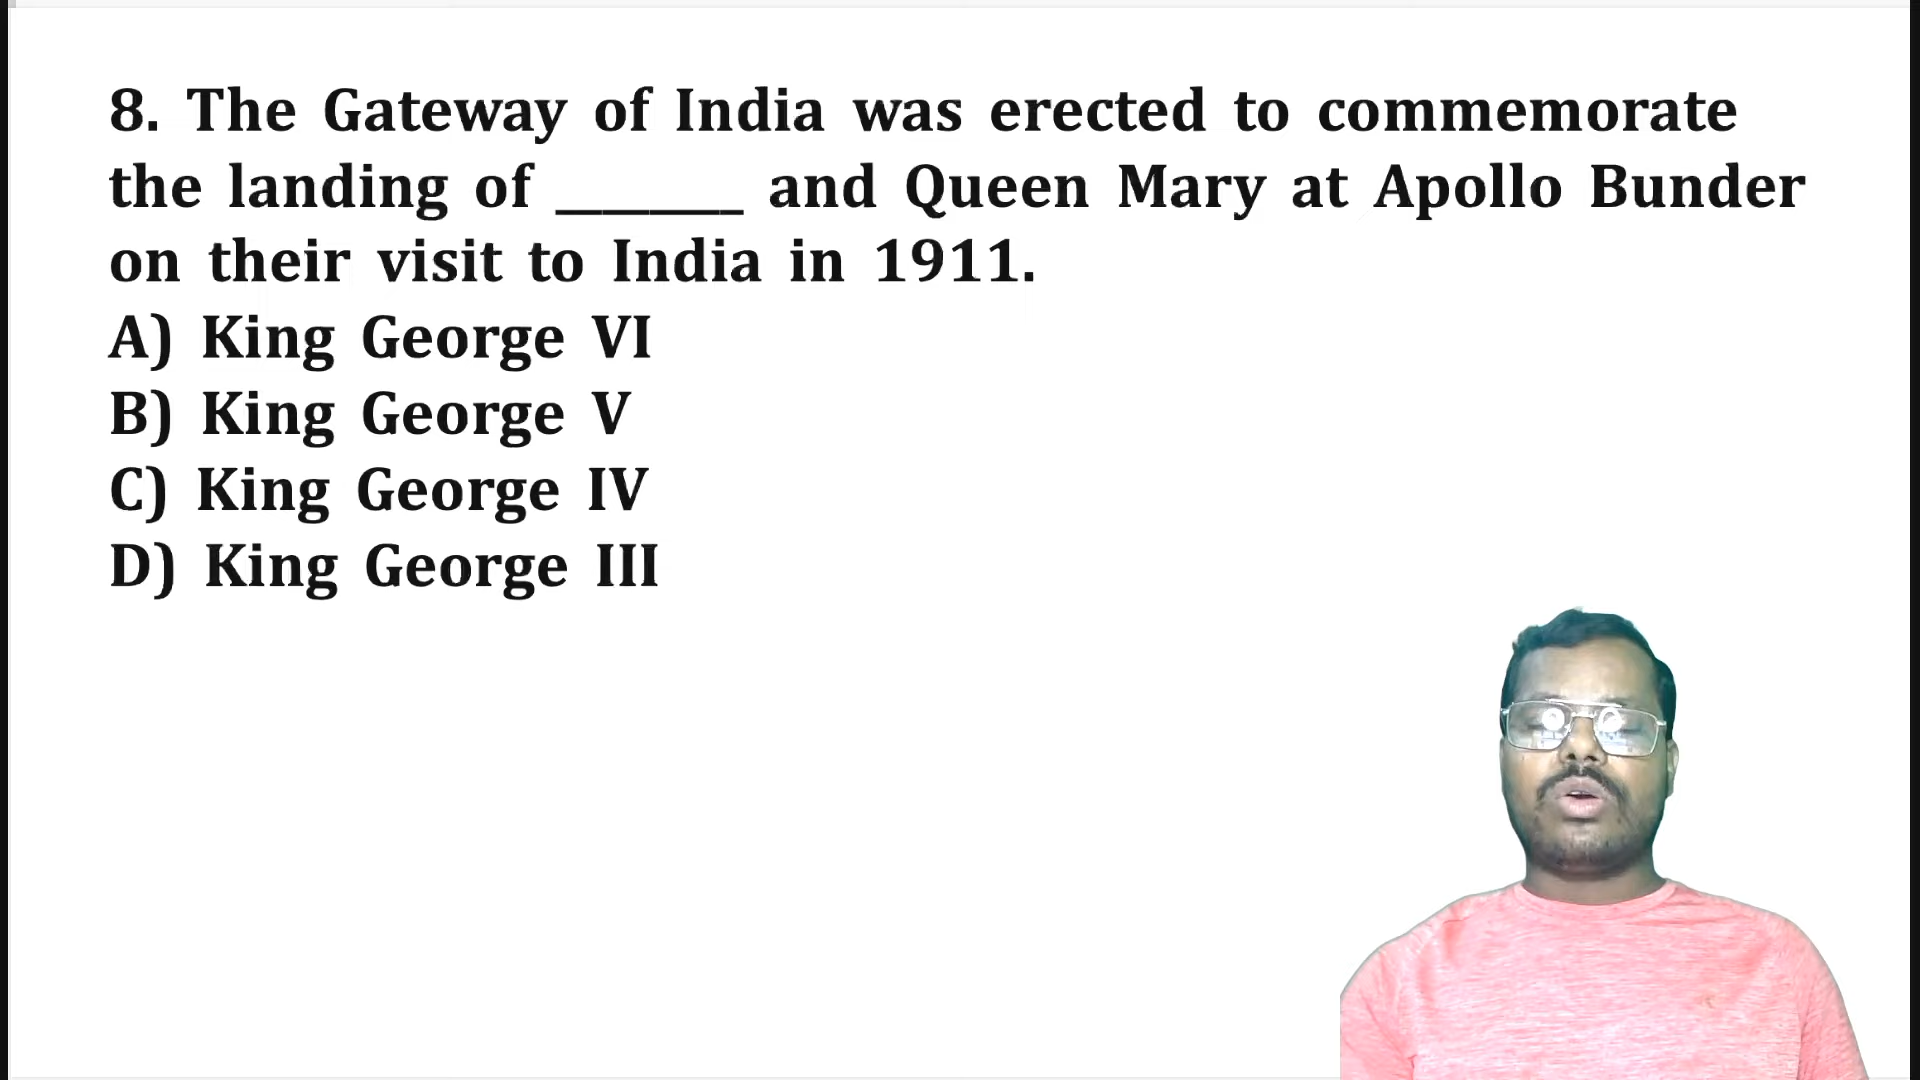 8. The Gateway of India was erected to commemorate
the landing of ________ and Queen Mary at Apollo Bunder
on their visit to India in 1911.
A) King George VI
B) King George V
C) King George IV
D) King George III